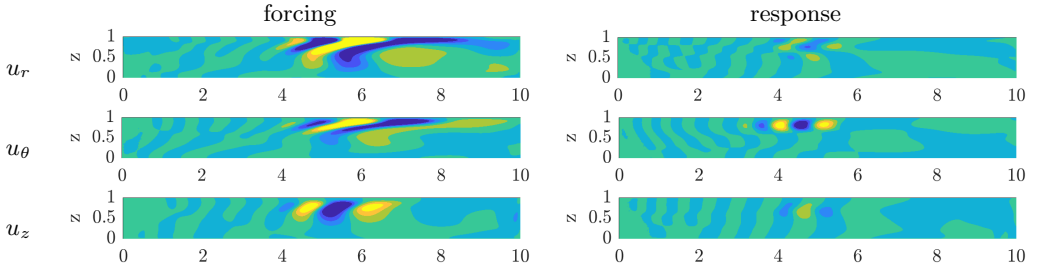 forcing response
u_r z 1 0.5 0 z 1 0.5 0
0 2 4 6 8 10 0 2 4 6 8 10
u_θ z 1 0.5 0 z 1 0.5 0
0 2 4 6 8 10 0 2 4 6 8 10
u_z z 1 0.5 0 z 1 0.5 0
0 2 4 6 8 10 0 2 4 6 8 10